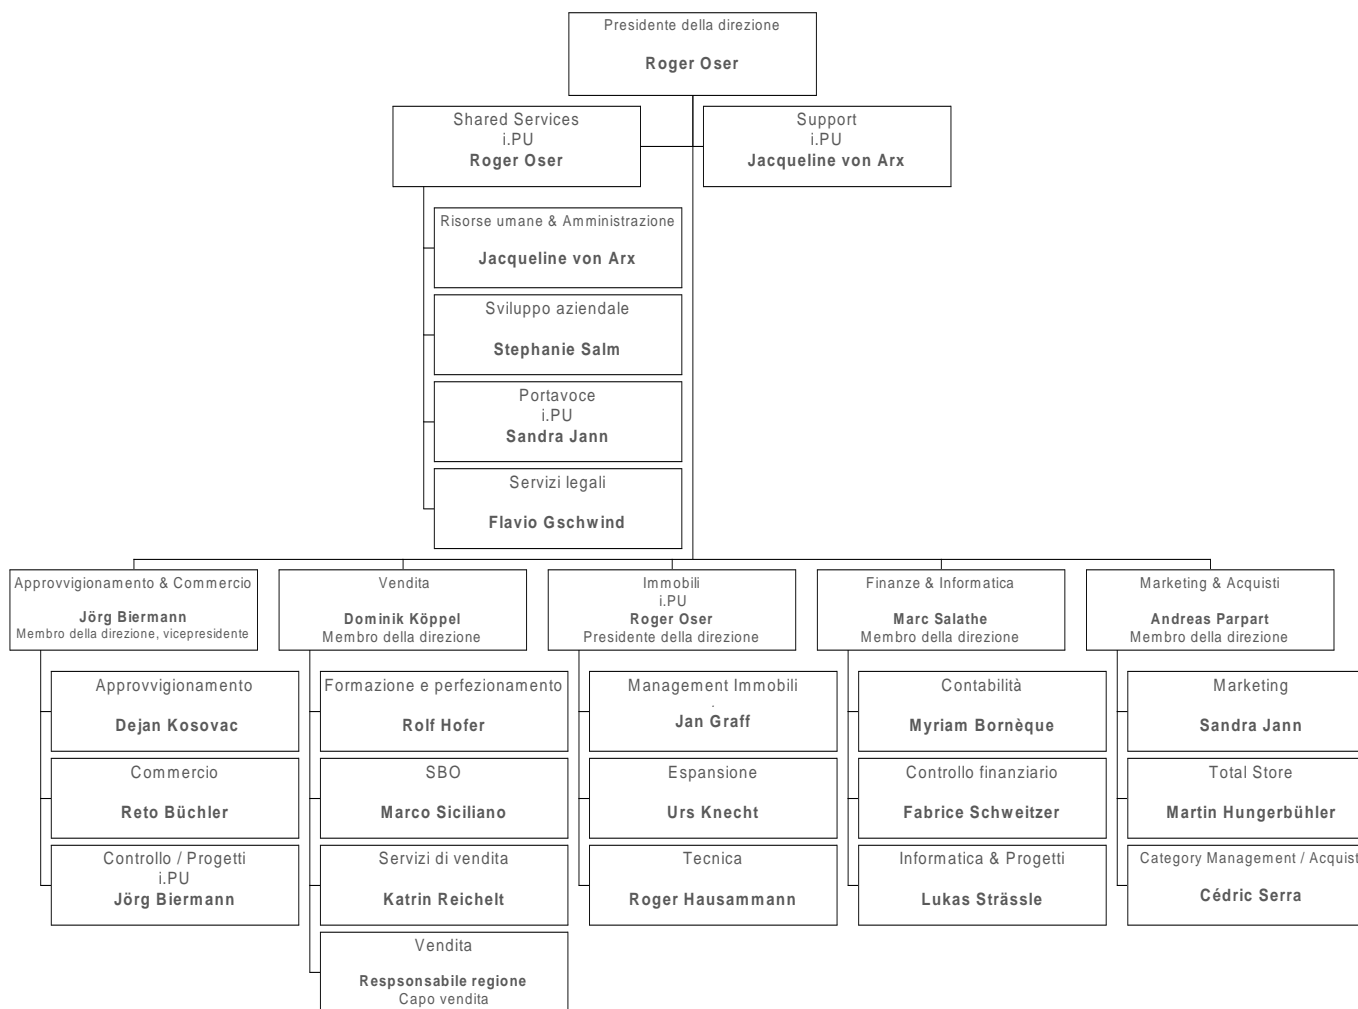 Presidente della direzione
Roger Oser
Shared Services
i.PU
Roger Oser
Support
i.PU
Jacqueline von Arx
Risorse umane & Amministrazione
Jacqueline von Arx
Sviluppo aziendale
Stephanie Salm
Portavoce
i.PU
Sandra Jann
Servizi legali
Flavio Gschwind
Approvvigionamento & Commercio
Jörg Biermann
Membro della direzione, vicepresidente
Vendita
Dominik Köppel
Membro della direzione
Immobili
i.PU
Roger Oser
Presidente della direzione
Finanze & Informatica
Marc Salathe
Membro della direzione
Marketing & Acquisti
Andreas Parpart
Membro della direzione
Approvvigionamento
Dejan Kosovac
Commercio
Reto Büchler
Controllo / Progetti
i.PU
Jörg Biermann
Formazione e perfezionamento
Rolf Hofer
SBO
Marco Siciliano
Servizi di vendita
Katrin Reichelt
Vendita
Respsonsabile regione
Capo vendita
Management Immobili
.
Jan Graff
Espansione
Urs Knecht
Tecnica
Roger Hausammann
Contabilità
Myriam Bornèque
Controllo finanziario
Fabrice Schweitzer
Informatica & Progetti
Lukas Strässle
Marketing
Sandra Jann
Total Store
Martin Hungerbühler
Category Management / Acquist
Cédric Serra